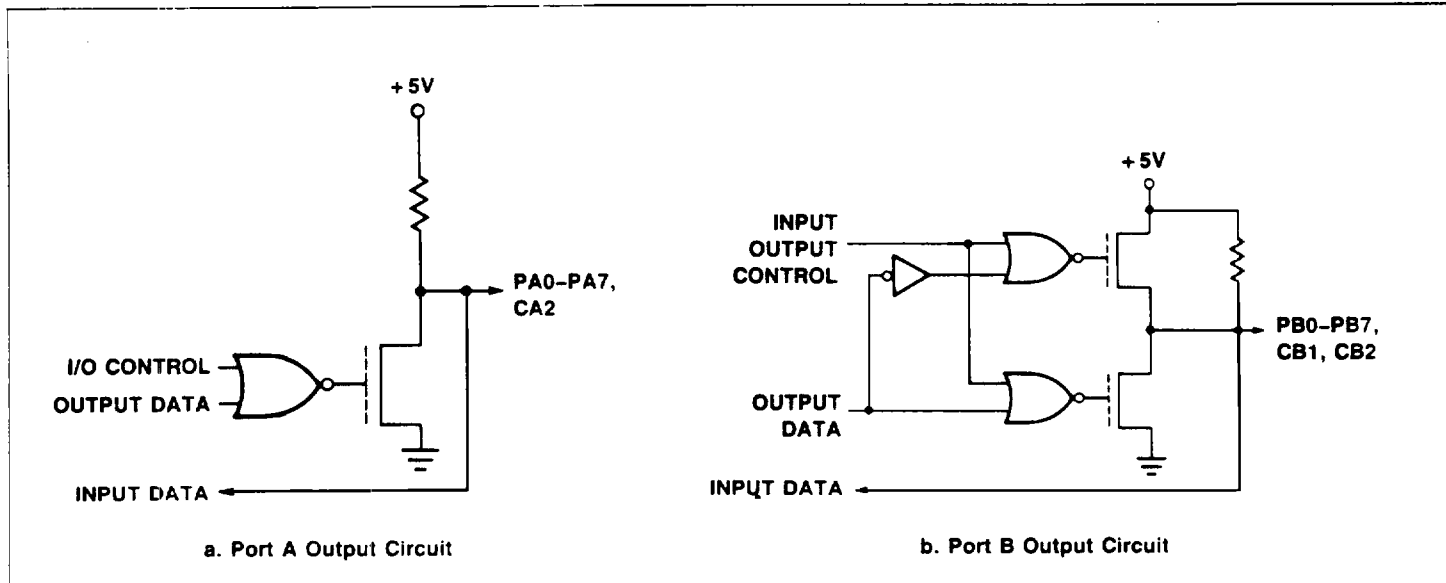 +5V
PA0–PA7,
CA2
I/O CONTROL
OUTPUT DATA
INPUT DATA
a. Port A Output Circuit
+5V
INPUT
OUTPUT
CONTROL
PB0–PB7,
CB1, CB2
OUTPUT
DATA
INPUT DATA
b. Port B Output Circuit